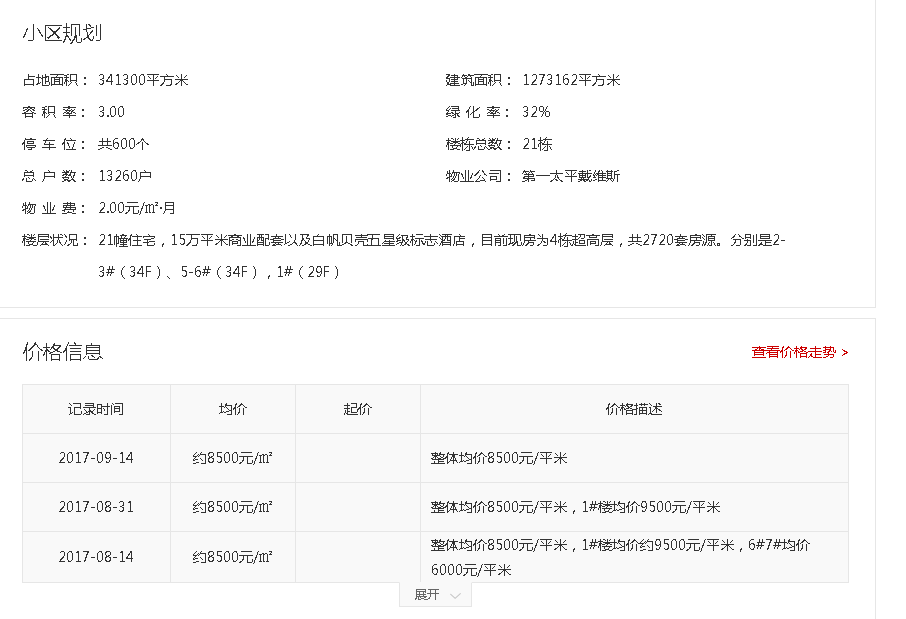 小区规划
占地面积： 341300平方米 建筑面积： 1273162平方米
容 积 率： 3.00 绿 化 率： 32%
停 车 位： 共600个 楼栋总数： 21栋
总 户 数： 13260户 物业公司： 第一太平戴维斯
物 业 费： 2.00元/㎡·月
楼层状况： 21幢住宅，15万平米商业配套以及白帆贝壳五星级标志酒店，目前现房为4栋超高层，共2720套房源。分别是2-
3#（34F）、5-6#（34F），1#（29F）
价格信息 查看价格走势 >
记录时间 均价 起价 价格描述
2017-09-14 约8500元/㎡ 整体均价8500元/平米
2017-08-31 约8500元/㎡ 整体均价8500元/平米，1#楼均价9500元/平米
2017-08-14 约8500元/㎡ 整体均价8500元/平米，1#楼均价约9500元/平米，6#7#均价
6000元/平米
展开